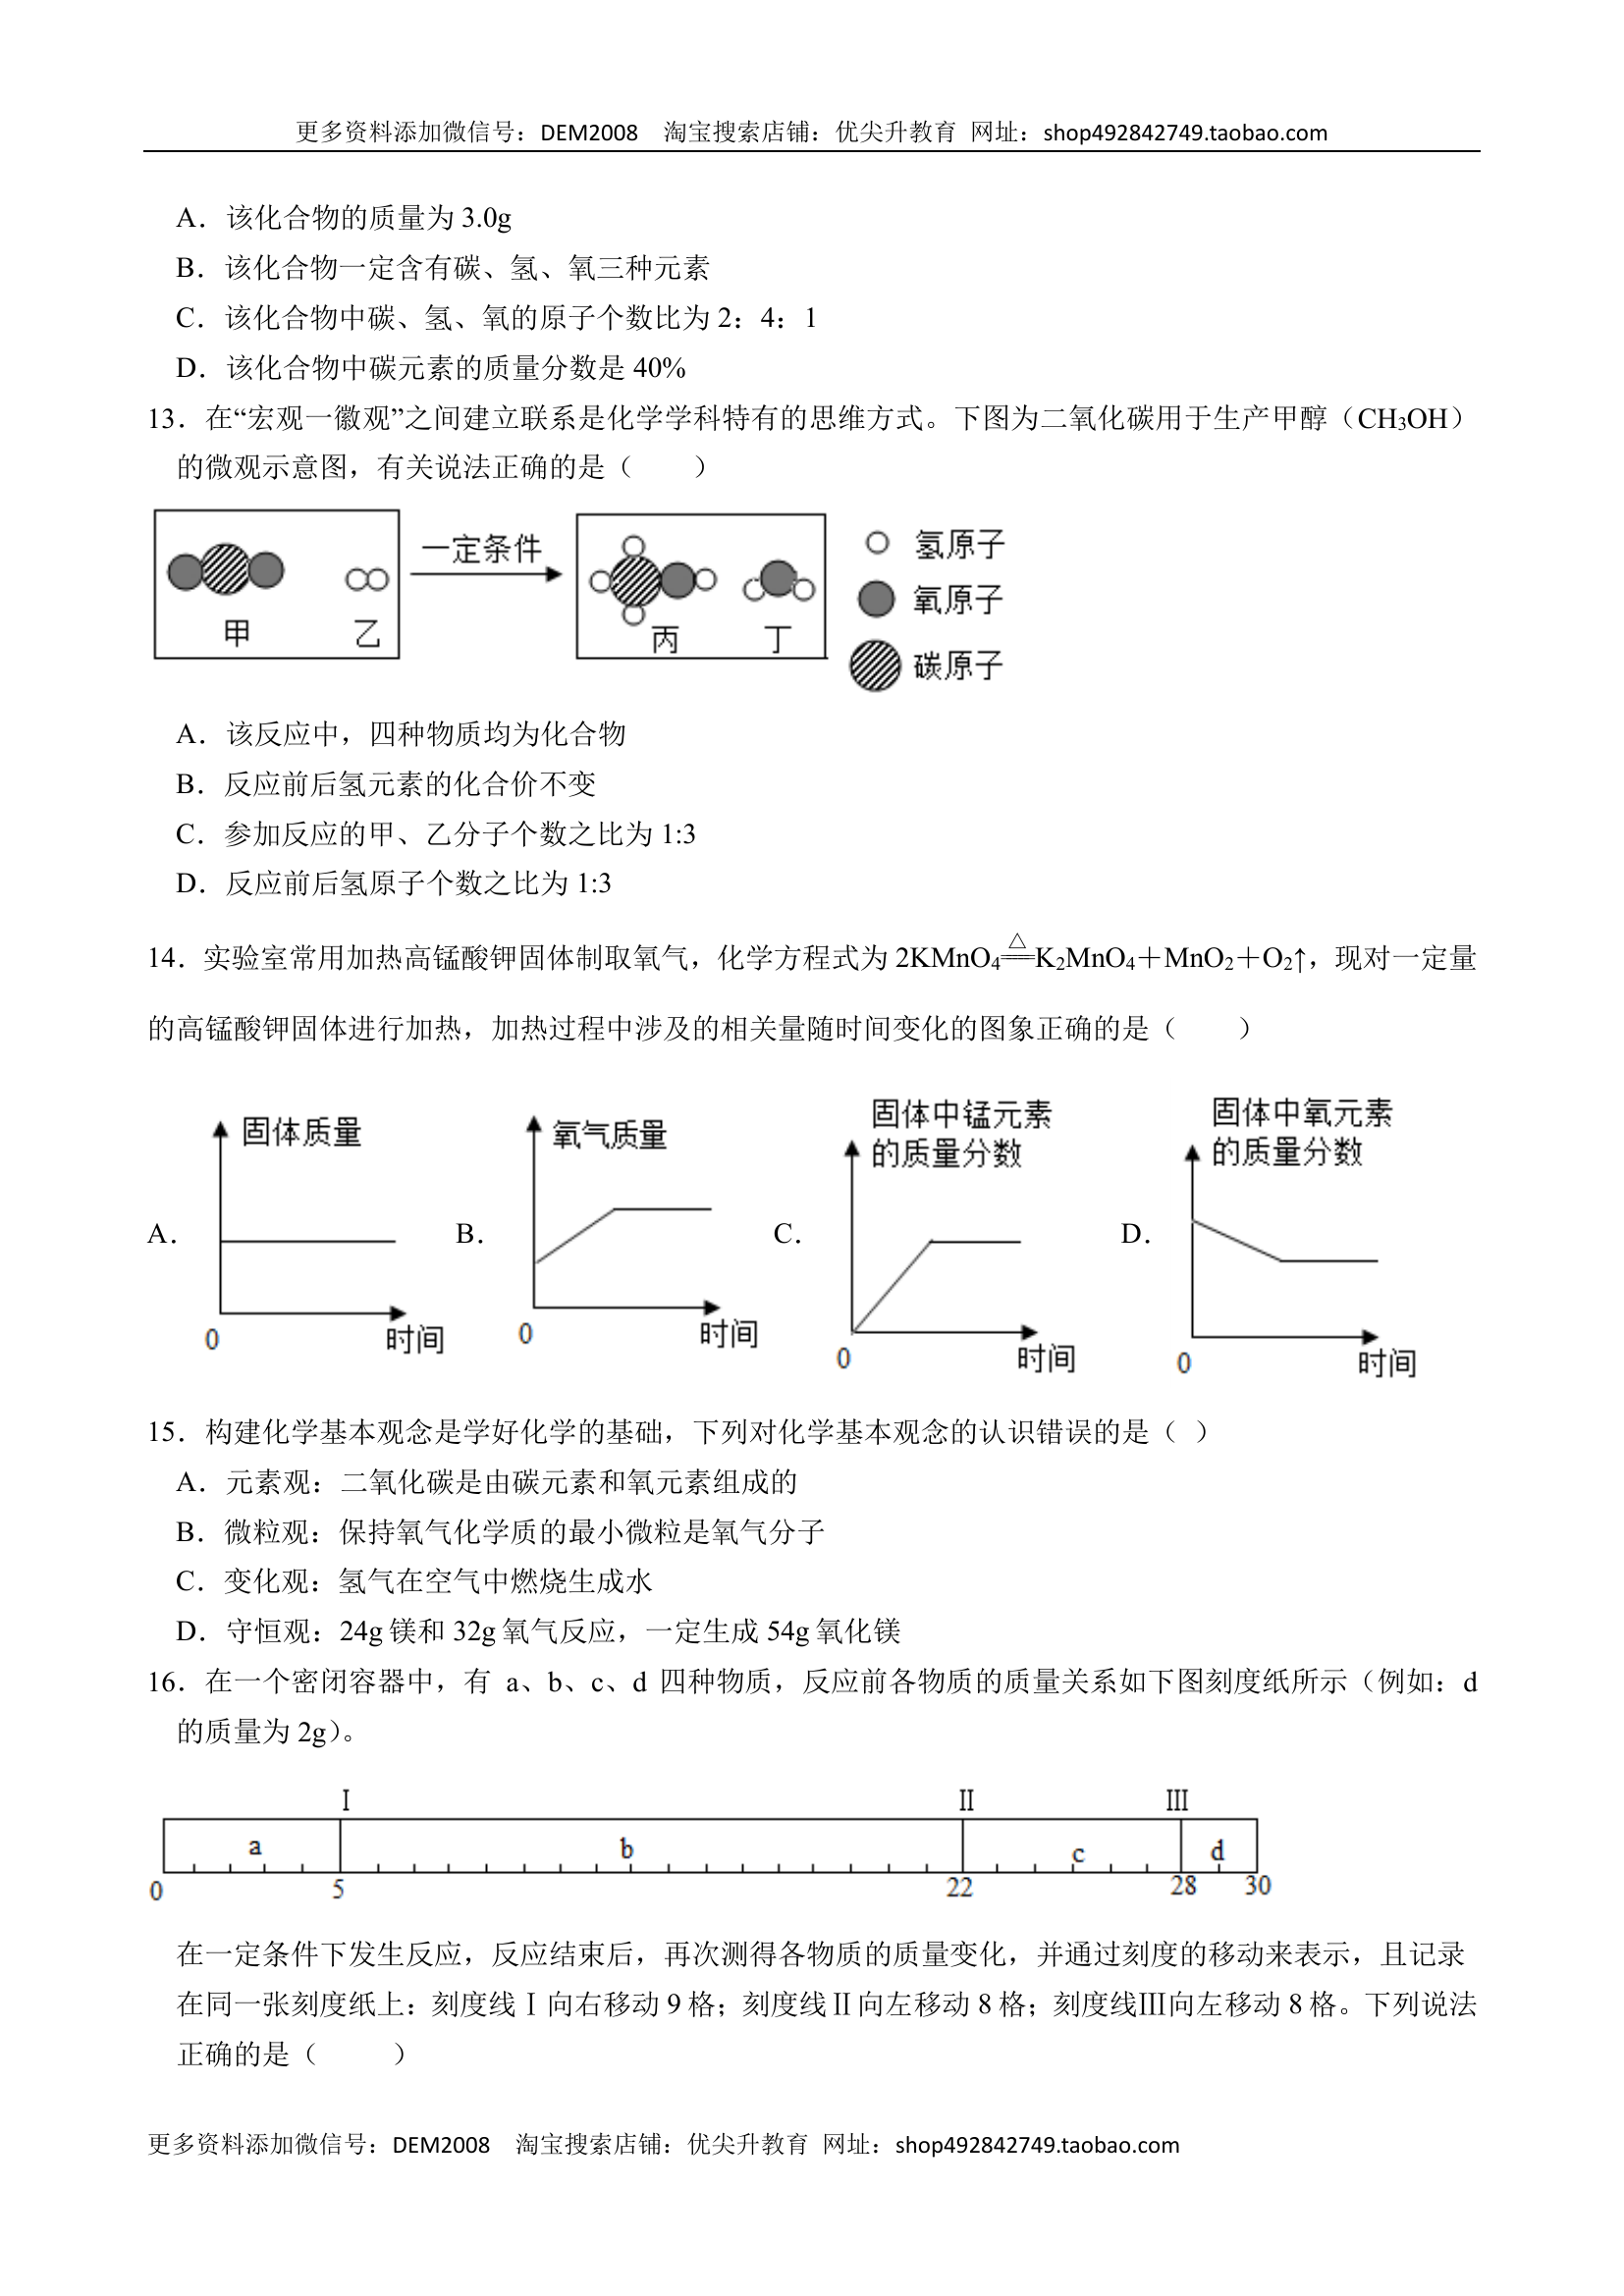 更多资料添加微信号：DEM2008 淘宝搜索店铺：优尖升教育 网址：shop492842749.taobao.com
A．该化合物的质量为 3.0g
B．该化合物一定含有碳、氢、氧三种元素
C．该化合物中碳、氢、氧的原子个数比为 2：4：1
D．该化合物中碳元素的质量分数是 40%
13．在“宏观一徽观”之间建立联系是化学学科特有的思维方式。下图为二氧化碳用于生产甲醇（CH₃OH）
的微观示意图，有关说法正确的是（ ）
一定条件
甲 乙 丙 丁
氢原子
氧原子
碳原子
A．该反应中，四种物质均为化合物
B．反应前后氢元素的化合价不变
C．参加反应的甲、乙分子个数之比为 1:3
D．反应前后氢原子个数之比为 1:3
14．实验室常用加热高锰酸钾固体制取氧气，化学方程式为 2KMnO₄ △ K₂MnO₄＋MnO₂＋O₂↑，现对一定量
的高锰酸钾固体进行加热，加热过程中涉及的相关量随时间变化的图象正确的是（ ）
A． 固体质量 0 时间
B． 氧气质量 0 时间
C． 固体中锰元素
的质量分数 0 时间
D． 固体中氧元素
的质量分数 0 时间
15．构建化学基本观念是学好化学的基础，下列对化学基本观念的认识错误的是（ ）
A．元素观：二氧化碳是由碳元素和氧元素组成的
B．微粒观：保持氧气化学质的最小微粒是氧气分子
C．变化观：氢气在空气中燃烧生成水
D．守恒观：24g 镁和 32g 氧气反应，一定生成 54g 氧化镁
16．在一个密闭容器中，有 a、b、c、d 四种物质，反应前各物质的质量关系如下图刻度纸所示（例如：d
的质量为 2g）。
I II III
a b c d
0 5 22 28 30
在一定条件下发生反应，反应结束后，再次测得各物质的质量变化，并通过刻度的移动来表示，且记录
在同一张刻度纸上：刻度线Ⅰ向右移动 9 格；刻度线Ⅱ向左移动 8 格；刻度线Ⅲ向左移动 8 格。下列说法
正确的是（ ）
更多资料添加微信号：DEM2008 淘宝搜索店铺：优尖升教育 网址：shop492842749.taobao.com